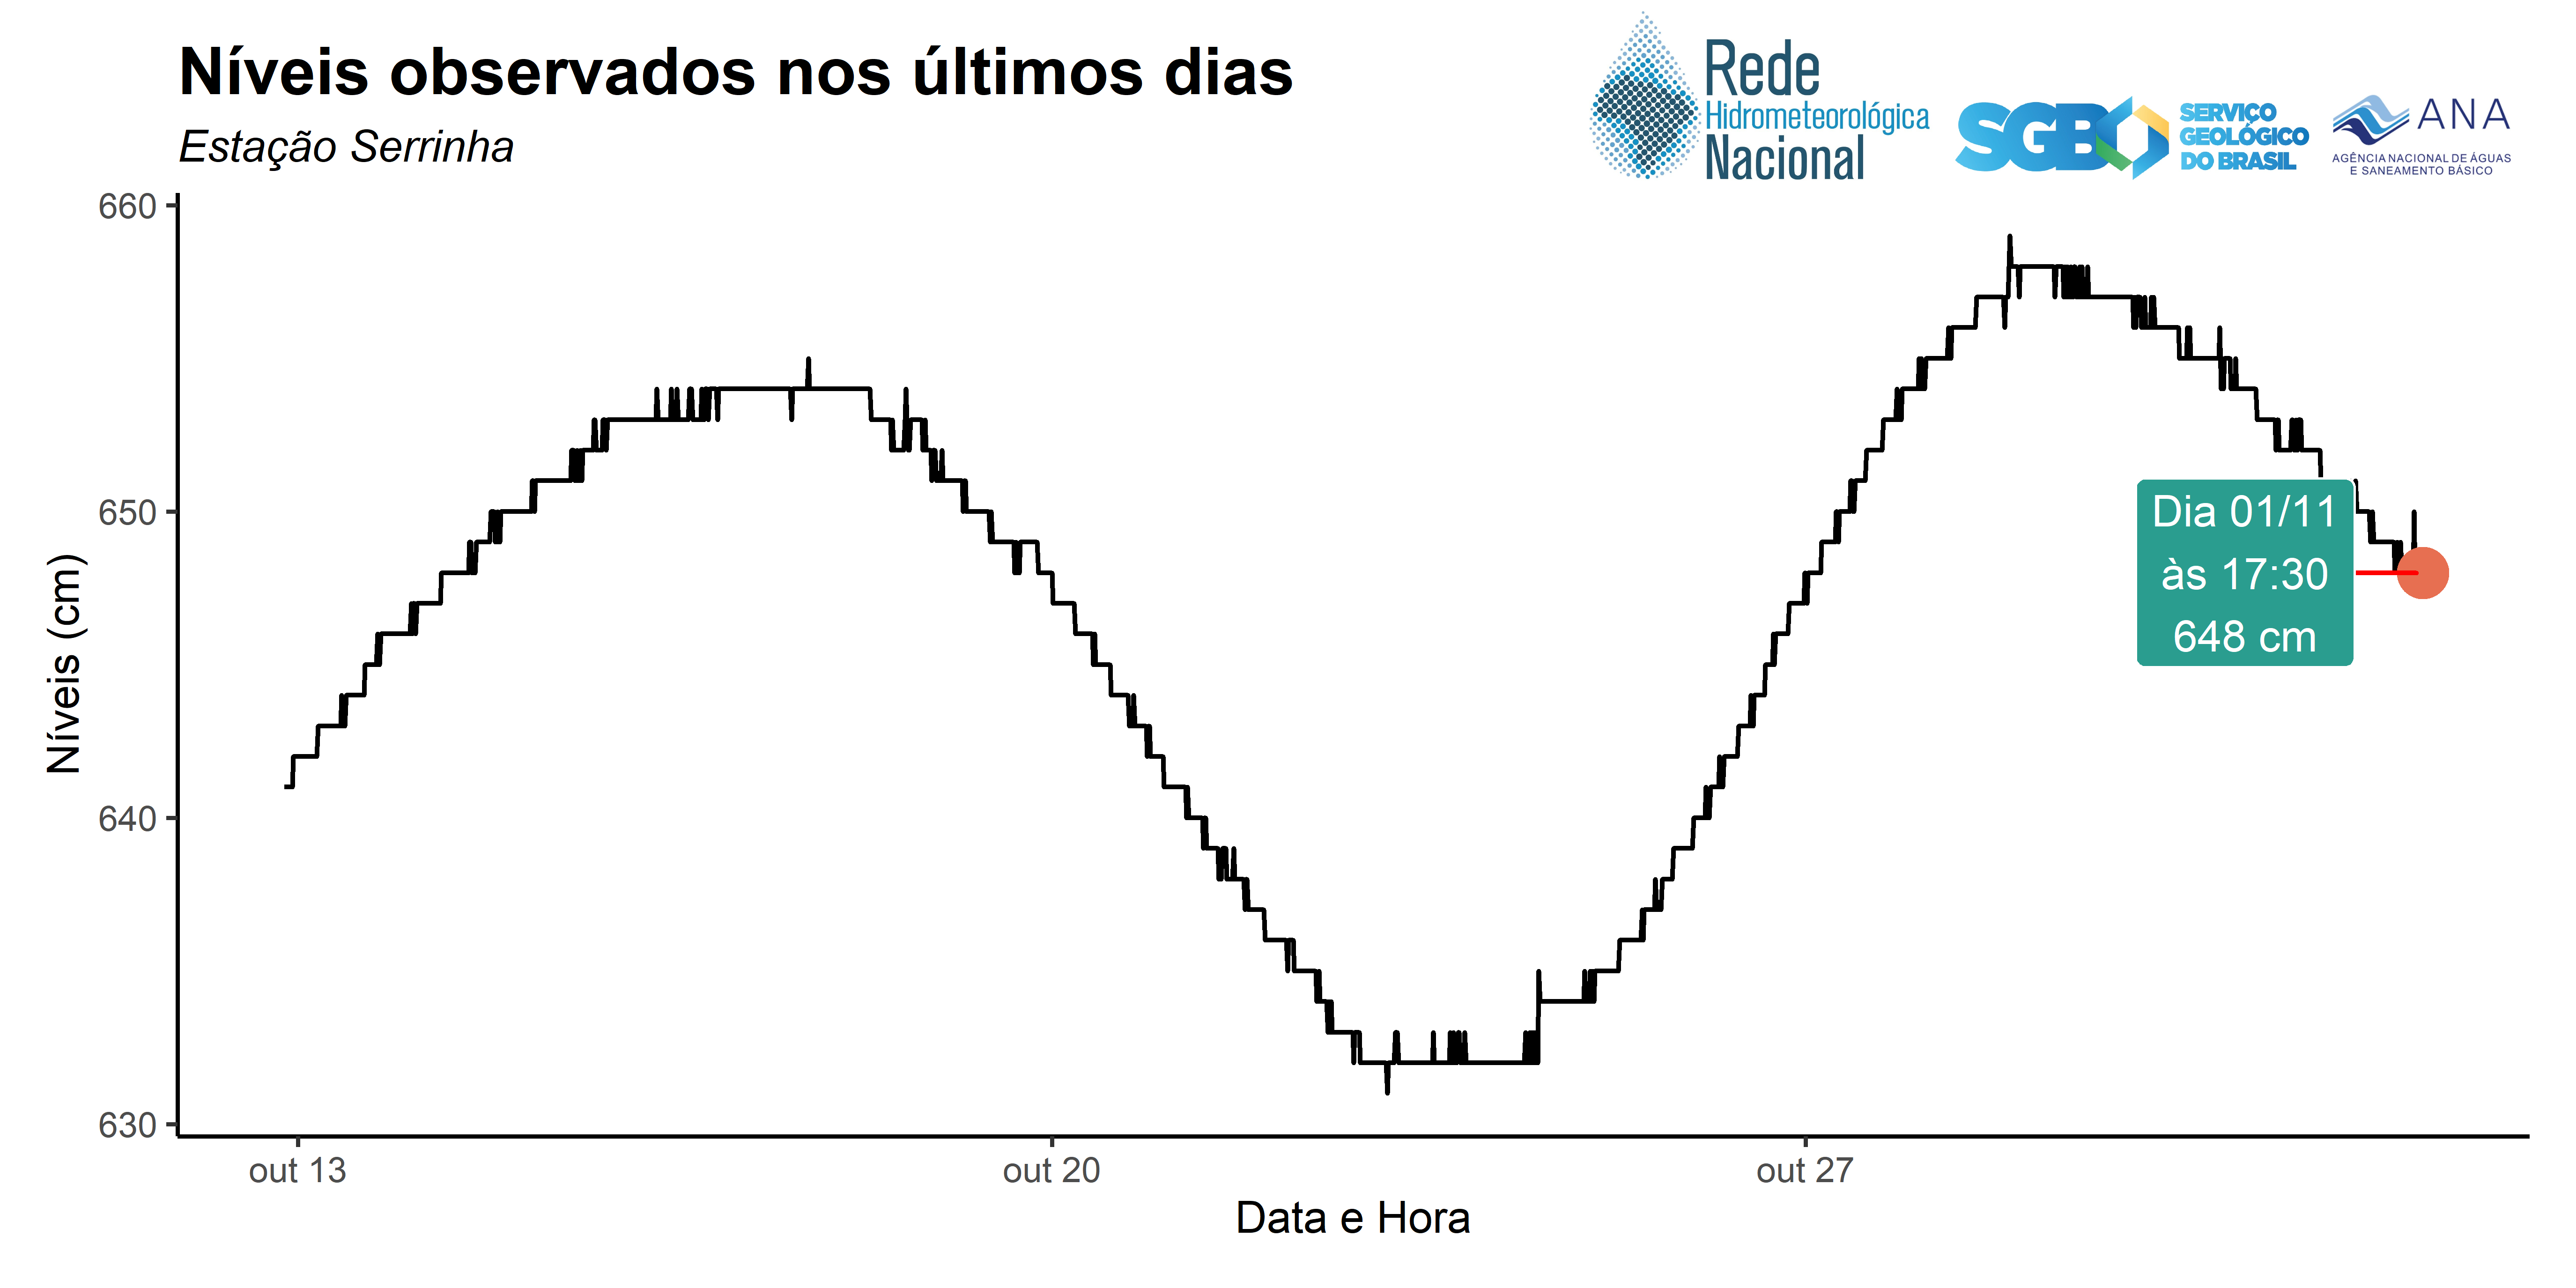 Níveis observados nos últimos dias
Estação Serrinha
Rede
Hidrometeorológica
Nacional
SGB
SERVIÇO
GEOLÓGICO
DO BRASIL
ANA
AGÊNCIA NACIONAL DE ÁGUAS
E SANEAMENTO BÁSICO
660
650
640
630
Níveis (cm)
Dia 01/11
às 17:30
648 cm
out 13
out 20
out 27
Data e Hora